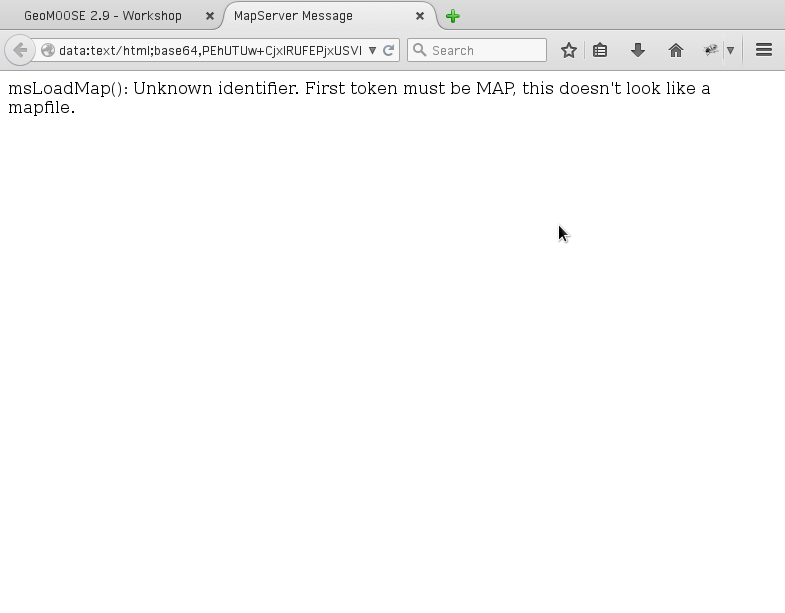 GeoMOOSE 2.9 - Workshop
MapServer Message
data:text/html;base64,PEhUTUw+CjxIRUFEPjxUSVI
Search
msLoadMap(): Unknown identifier. First token must be MAP, this doesn't look like a
mapfile.